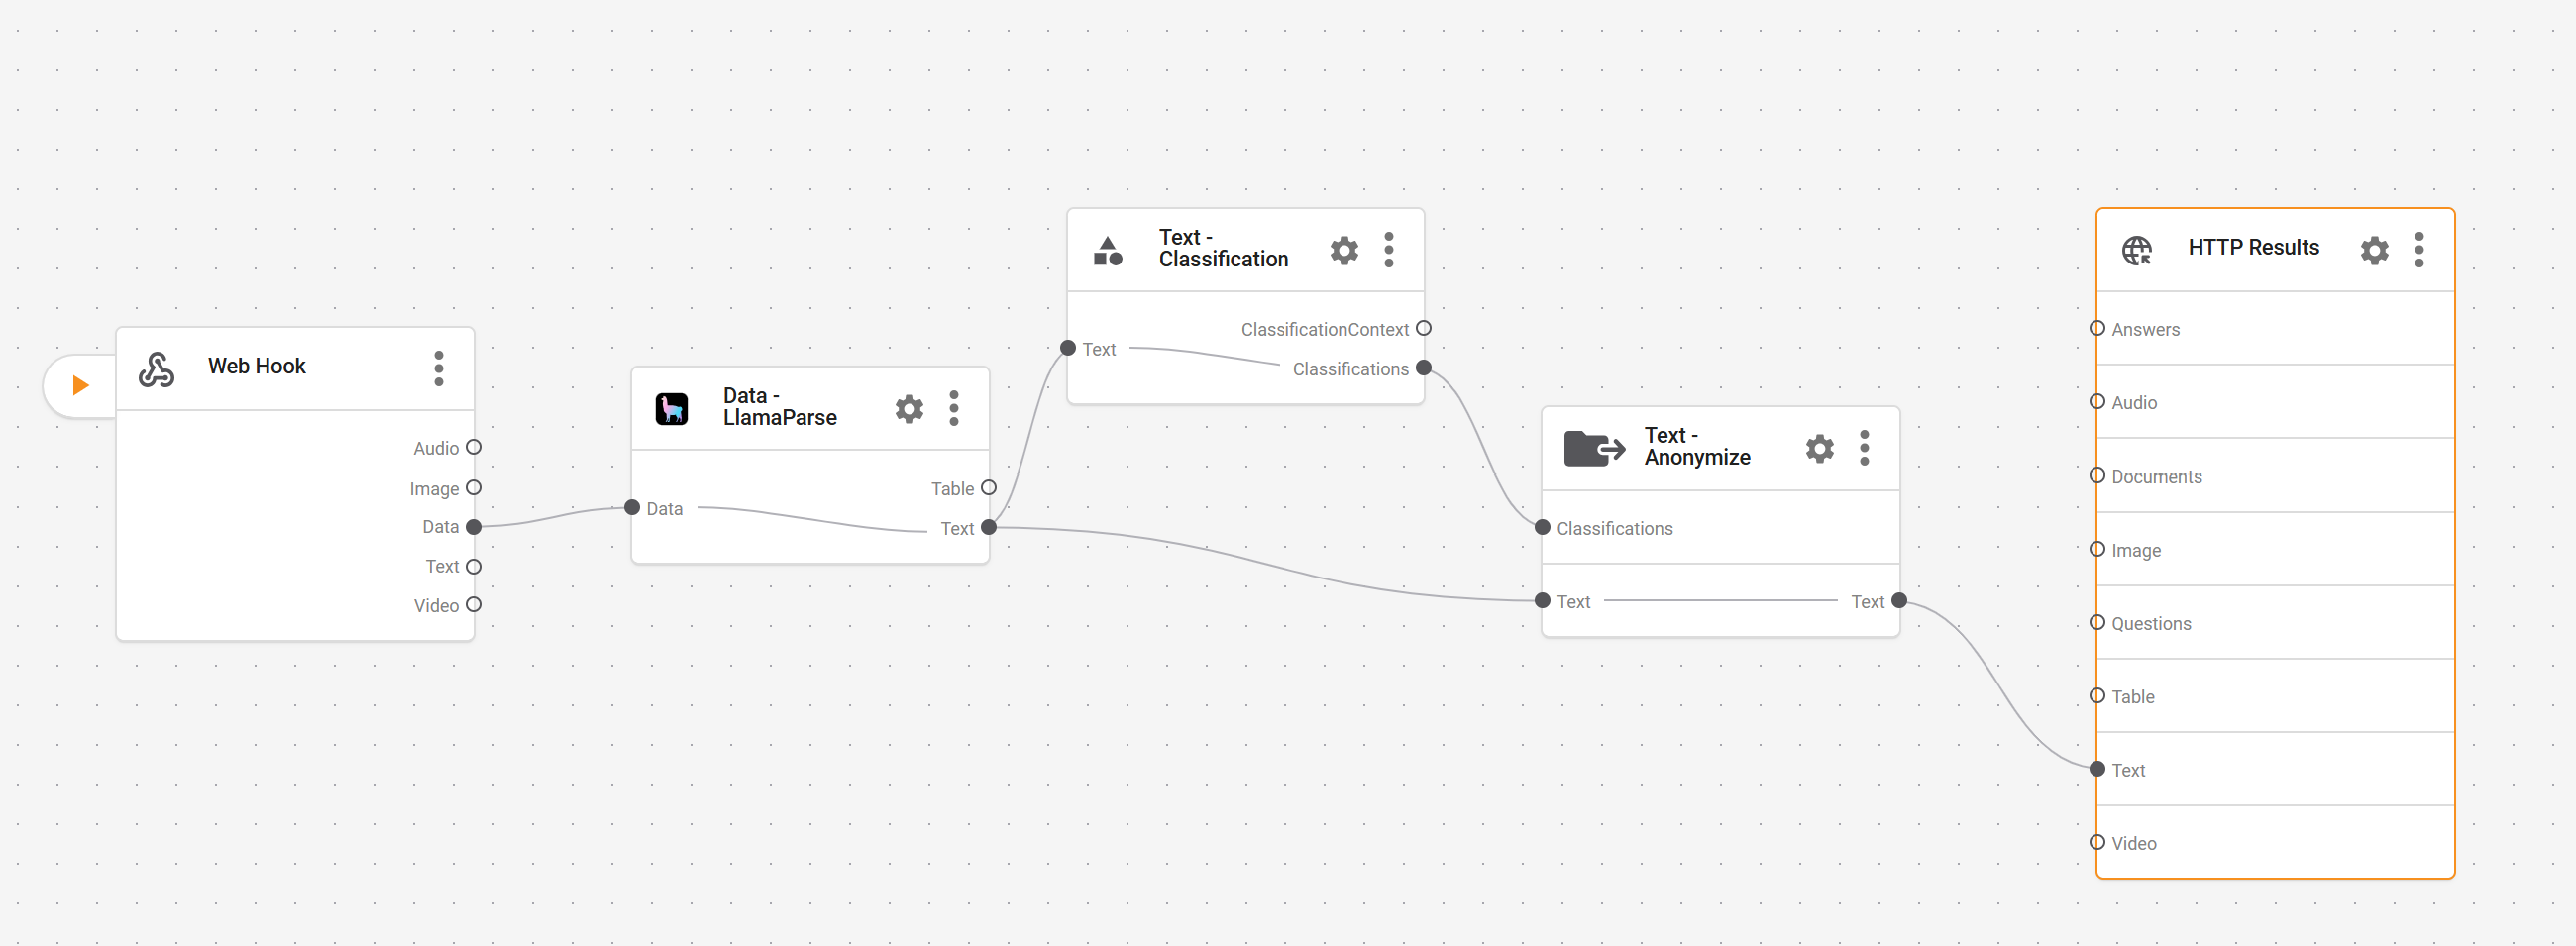 Web Hook
Audio
Image
Data
Text
Video
Data -
LlamaParse
Data
Table
Text
Text -
Classification
Text
ClassificationContext
Classifications
Text -
Anonymize
Classifications
Text
Text
HTTP Results
Answers
Audio
Documents
Image
Questions
Table
Text
Video